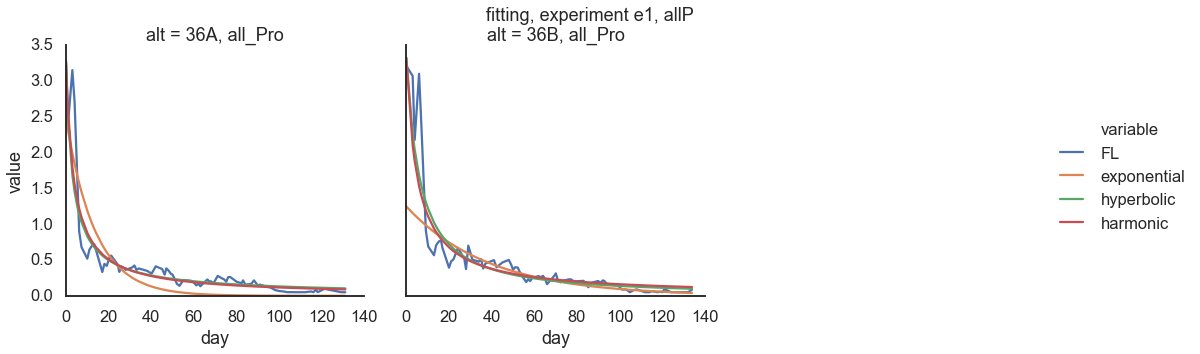 fitting, experiment e1, allP
alt = 36A, all_Pro
alt = 36B, all_Pro
3.5
3.0
2.5
2.0
1.5
1.0
0.5
0.0
value
0 20 40 60 80 100 120 140
day
0 20 40 60 80 100 120 140
day
variable
FL
exponential
hyperbolic
harmonic